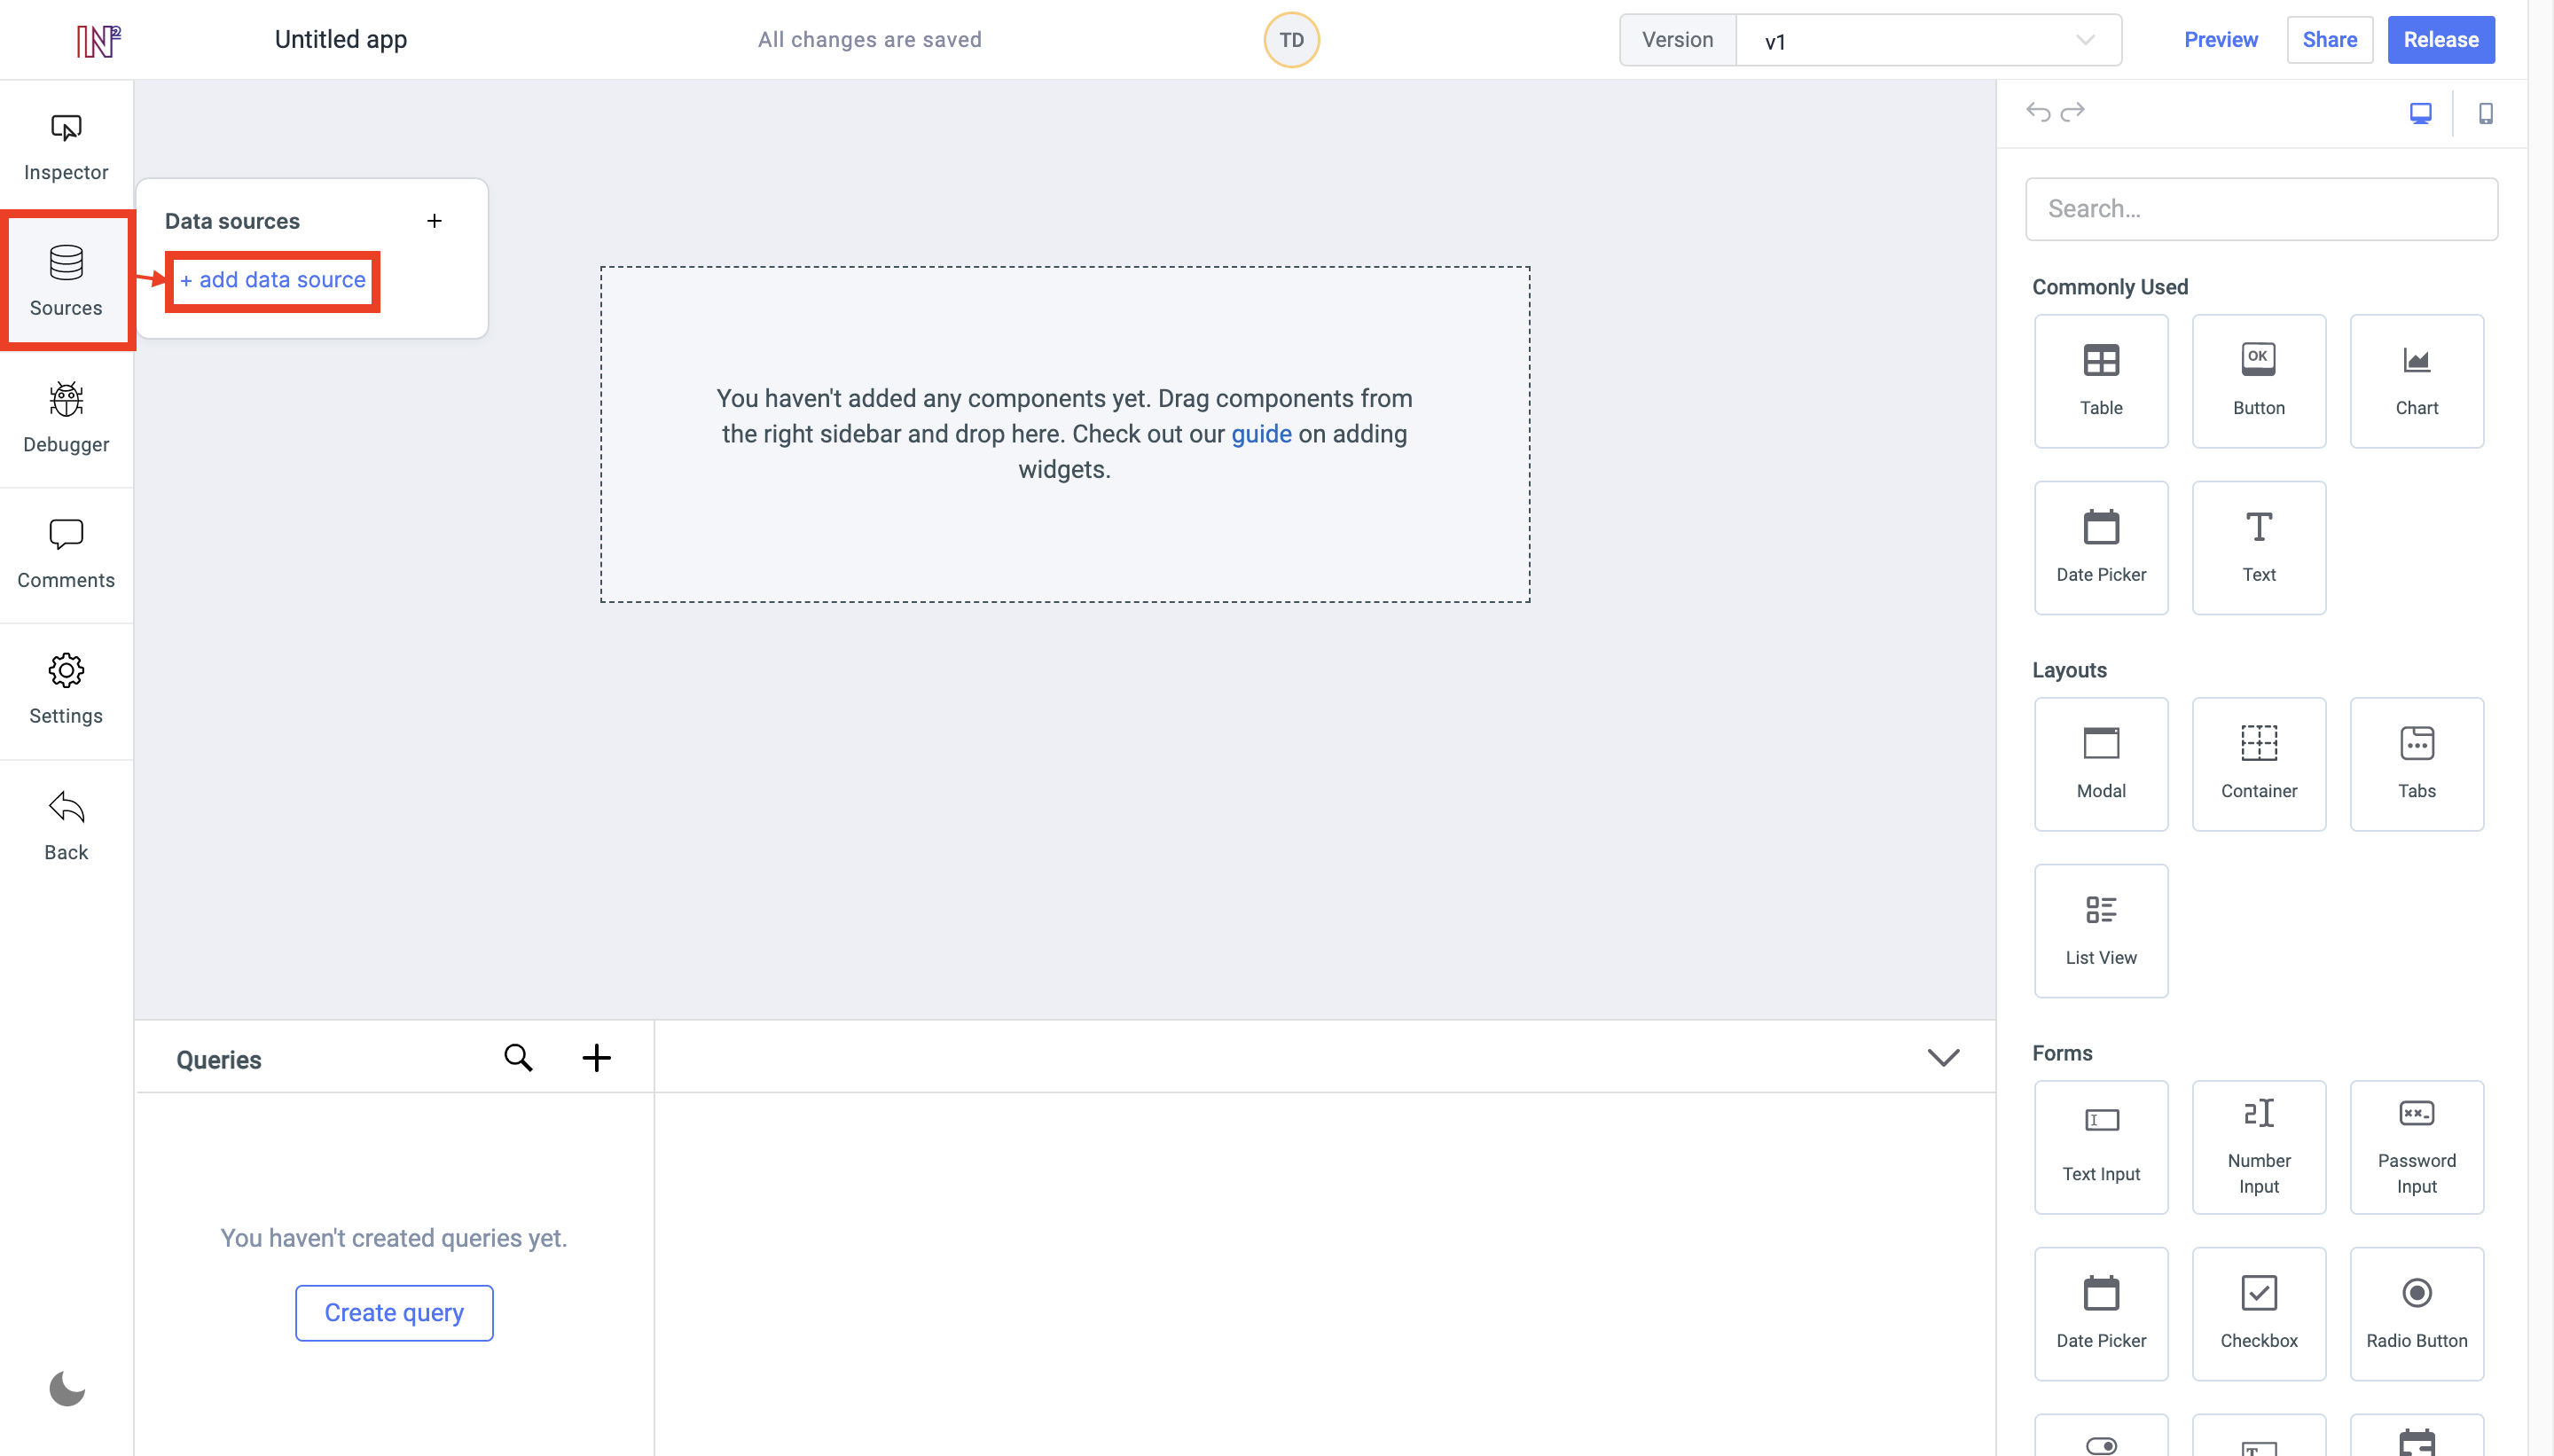 IN2
Untitled app
All changes are saved
TD
Version
v1
Preview
Share
Release
Inspector
Sources
Debugger
Comments
Settings
Back
Data sources
+
+ add data source
You haven't added any components yet. Drag components from
the right sidebar and drop here. Check out our guide on adding
widgets.
Queries
You haven't created queries yet.
Create query
Search...
Commonly Used
Table
OK
Button
Chart
Date Picker
Text
Layouts
Modal
Container
Tabs
List View
Forms
Text Input
Number
Input
Password
Input
Date Picker
Checkbox
Radio Button